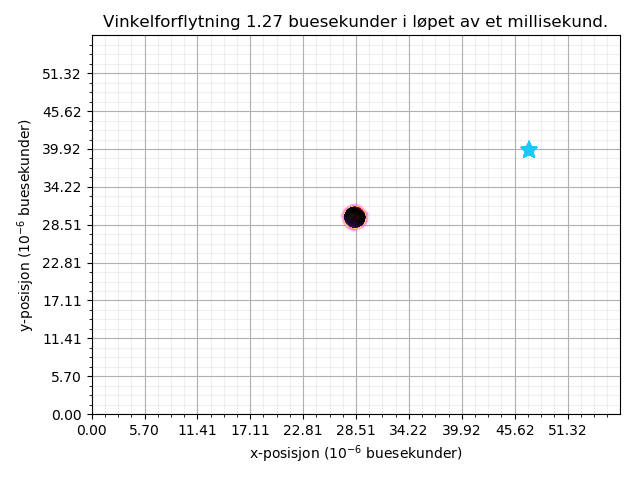 Vinkelforflytning 1.27 buesekunder i løpet av et millisekund.
51.32
45.62
39.92
34.22
28.51
22.81
17.11
11.41
5.70
0.00
y-posisjon (10⁻⁶ buesekunder)
0.00 5.70 11.41 17.11 22.81 28.51 34.22 39.92 45.62 51.32
x-posisjon (10⁻⁶ buesekunder)